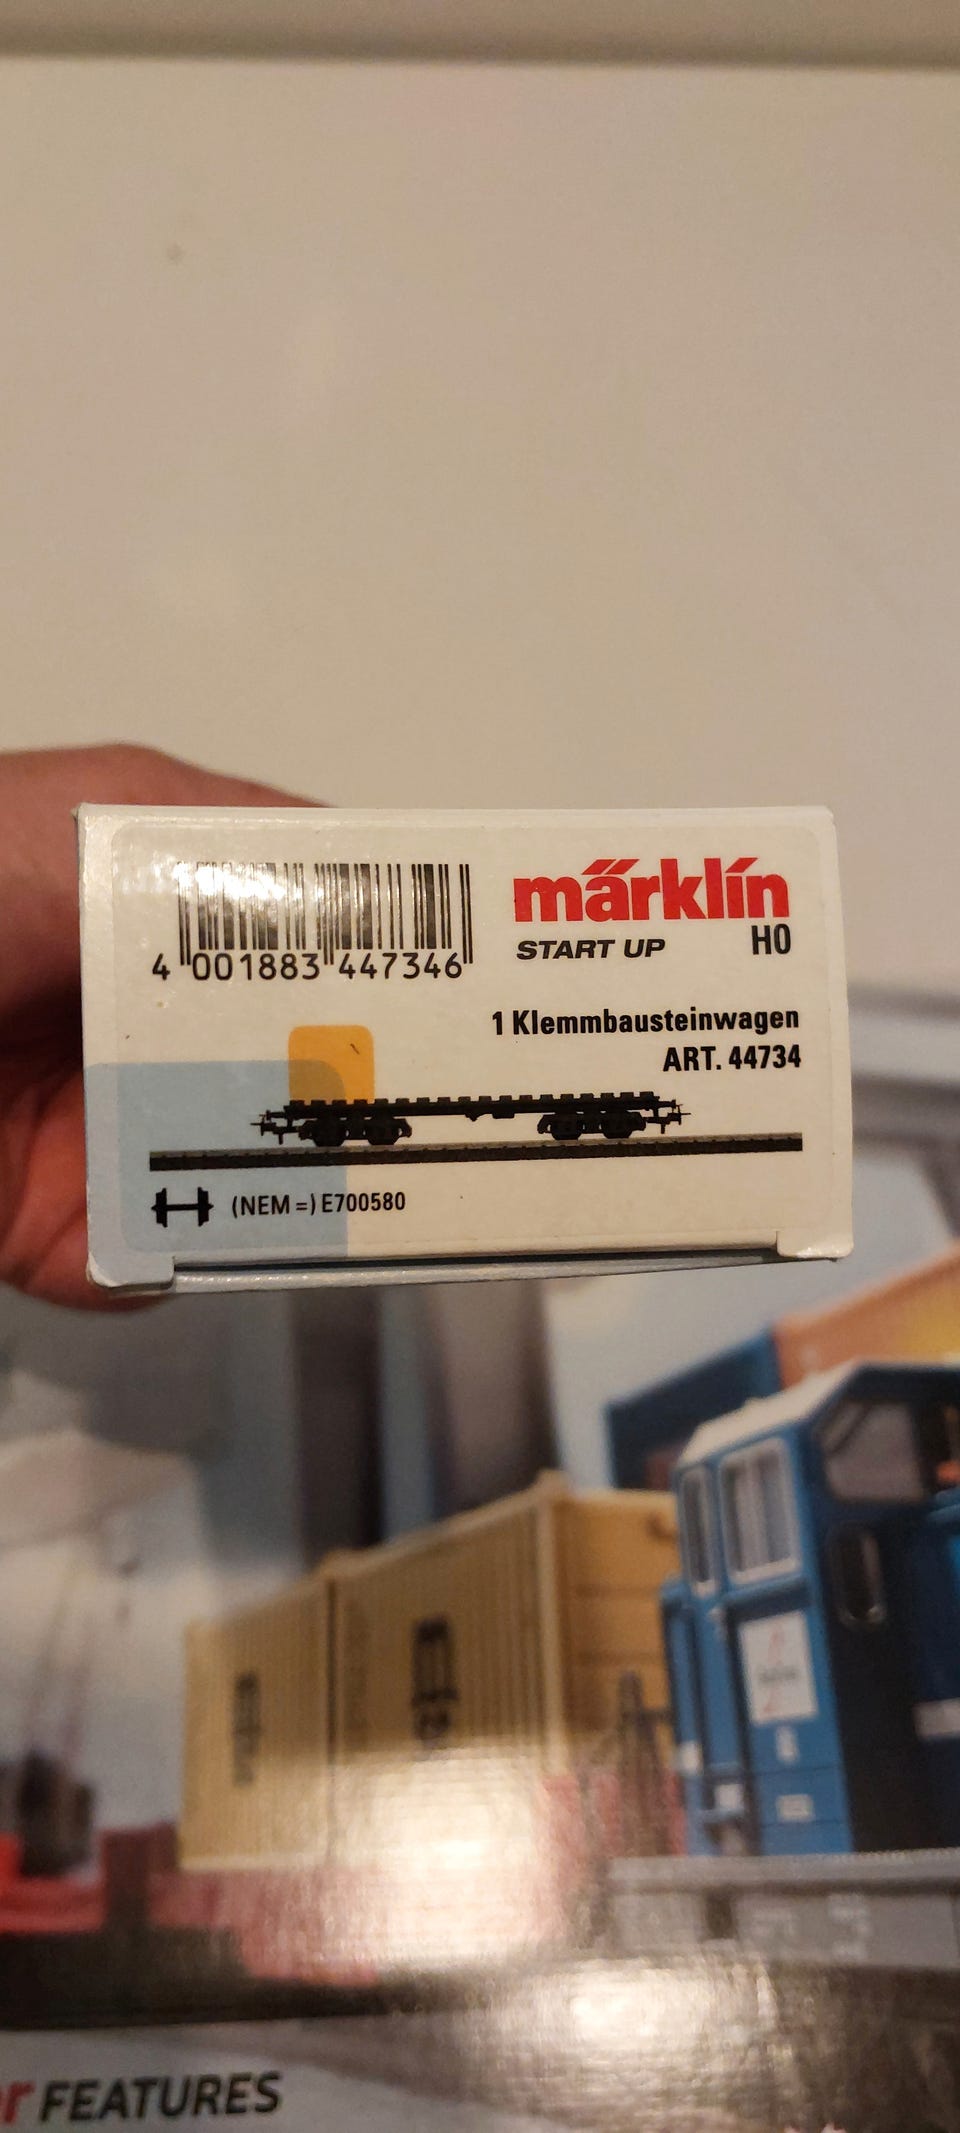 4 001883 447346
märklin
START UP
H0
1 Klemmbausteinwagen
ART. 44734
(NEM =) E700580
r FEATURES